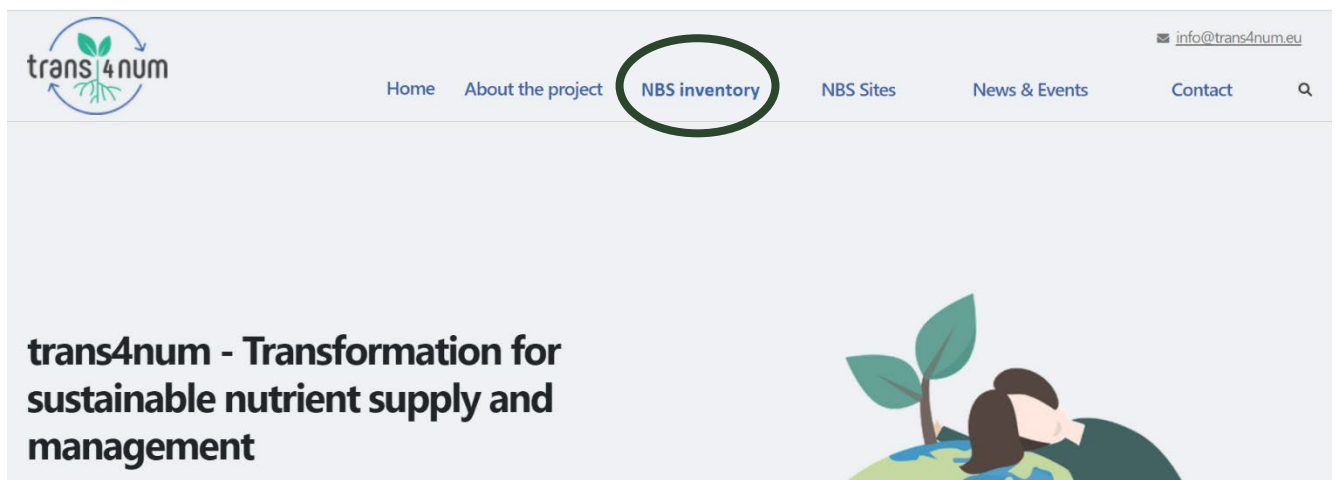 trans4num
info@trans4num.eu
Home About the project NBS inventory NBS Sites News & Events Contact
trans4num - Transformation for
sustainable nutrient supply and
management